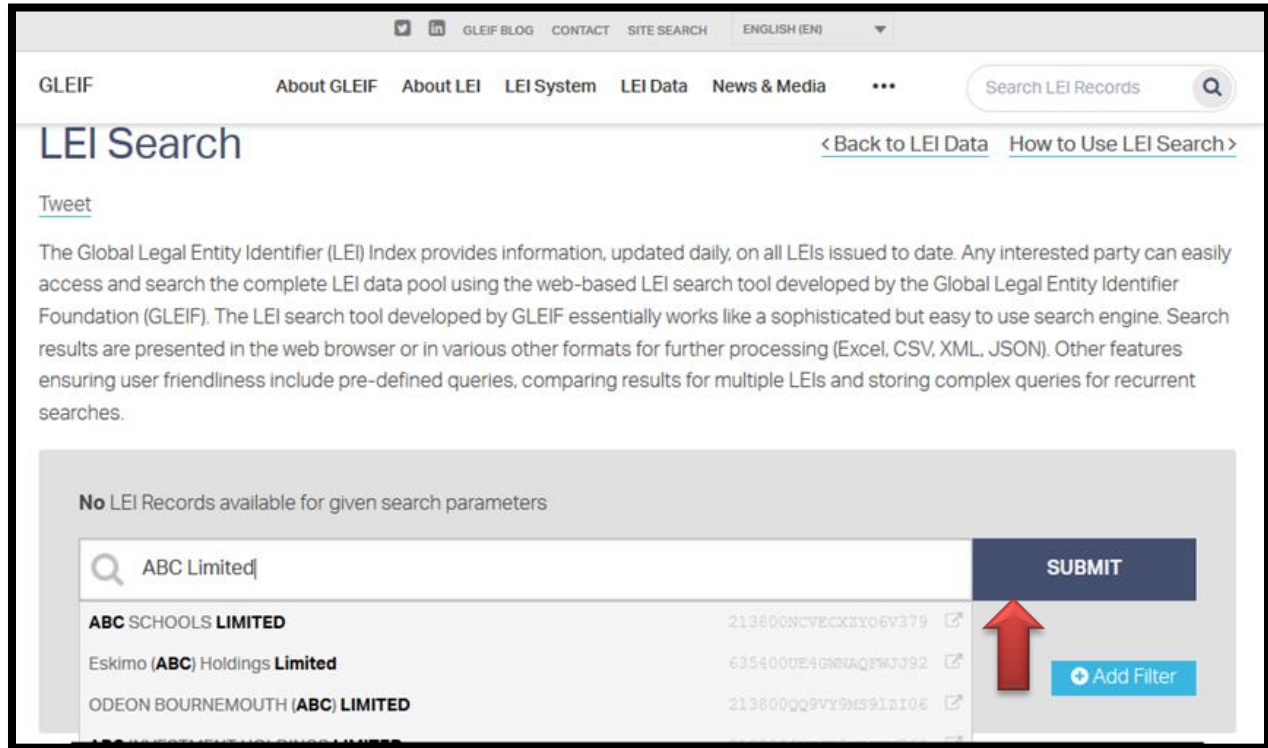 GLEIF BLOG CONTACT SITE SEARCH ENGLISH (EN)
GLEIF About GLEIF About LEI LEI System LEI Data News & Media ••• Search LEI Records
LEI Search <Back to LEI Data How to Use LEI Search>
Tweet
The Global Legal Entity Identifier (LEI) Index provides information, updated daily, on all LEIs issued to date. Any interested party can easily
access and search the complete LEI data pool using the web-based LEI search tool developed by the Global Legal Entity Identifier
Foundation (GLEIF). The LEI search tool developed by GLEIF essentially works like a sophisticated but easy to use search engine. Search
results are presented in the web browser or in various other formats for further processing (Excel, CSV, XML, JSON). Other features
ensuring user friendliness include pre-defined queries, comparing results for multiple LEIs and storing complex queries for recurrent
searches.
No LEI Records available for given search parameters
ABC Limited SUBMIT
ABC SCHOOLS LIMITED
Eskimo (ABC) Holdings Limited
Add Filter
ODEON BOURNEMOUTH (ABC) LIMITED